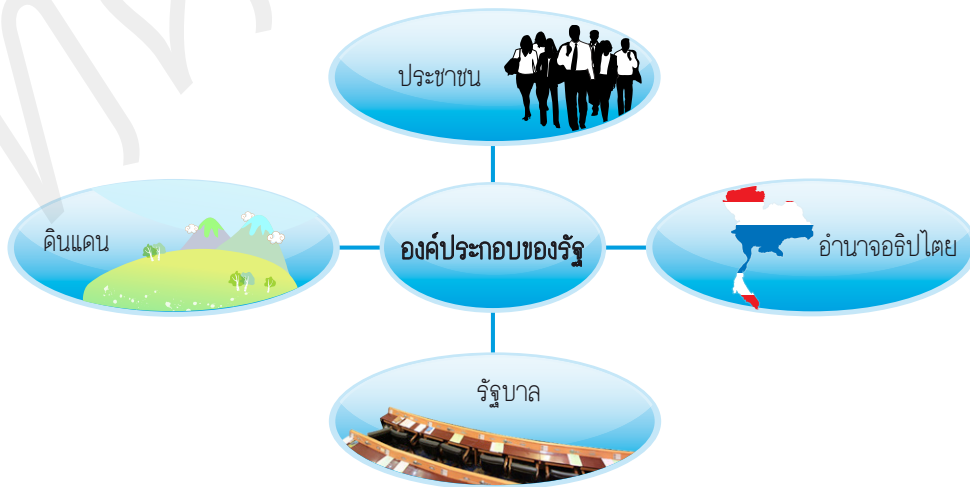 ประชาชน
ดินแดน
องค์ประกอบของรัฐ
อำนาจอธิปไตย
รัฐบาล